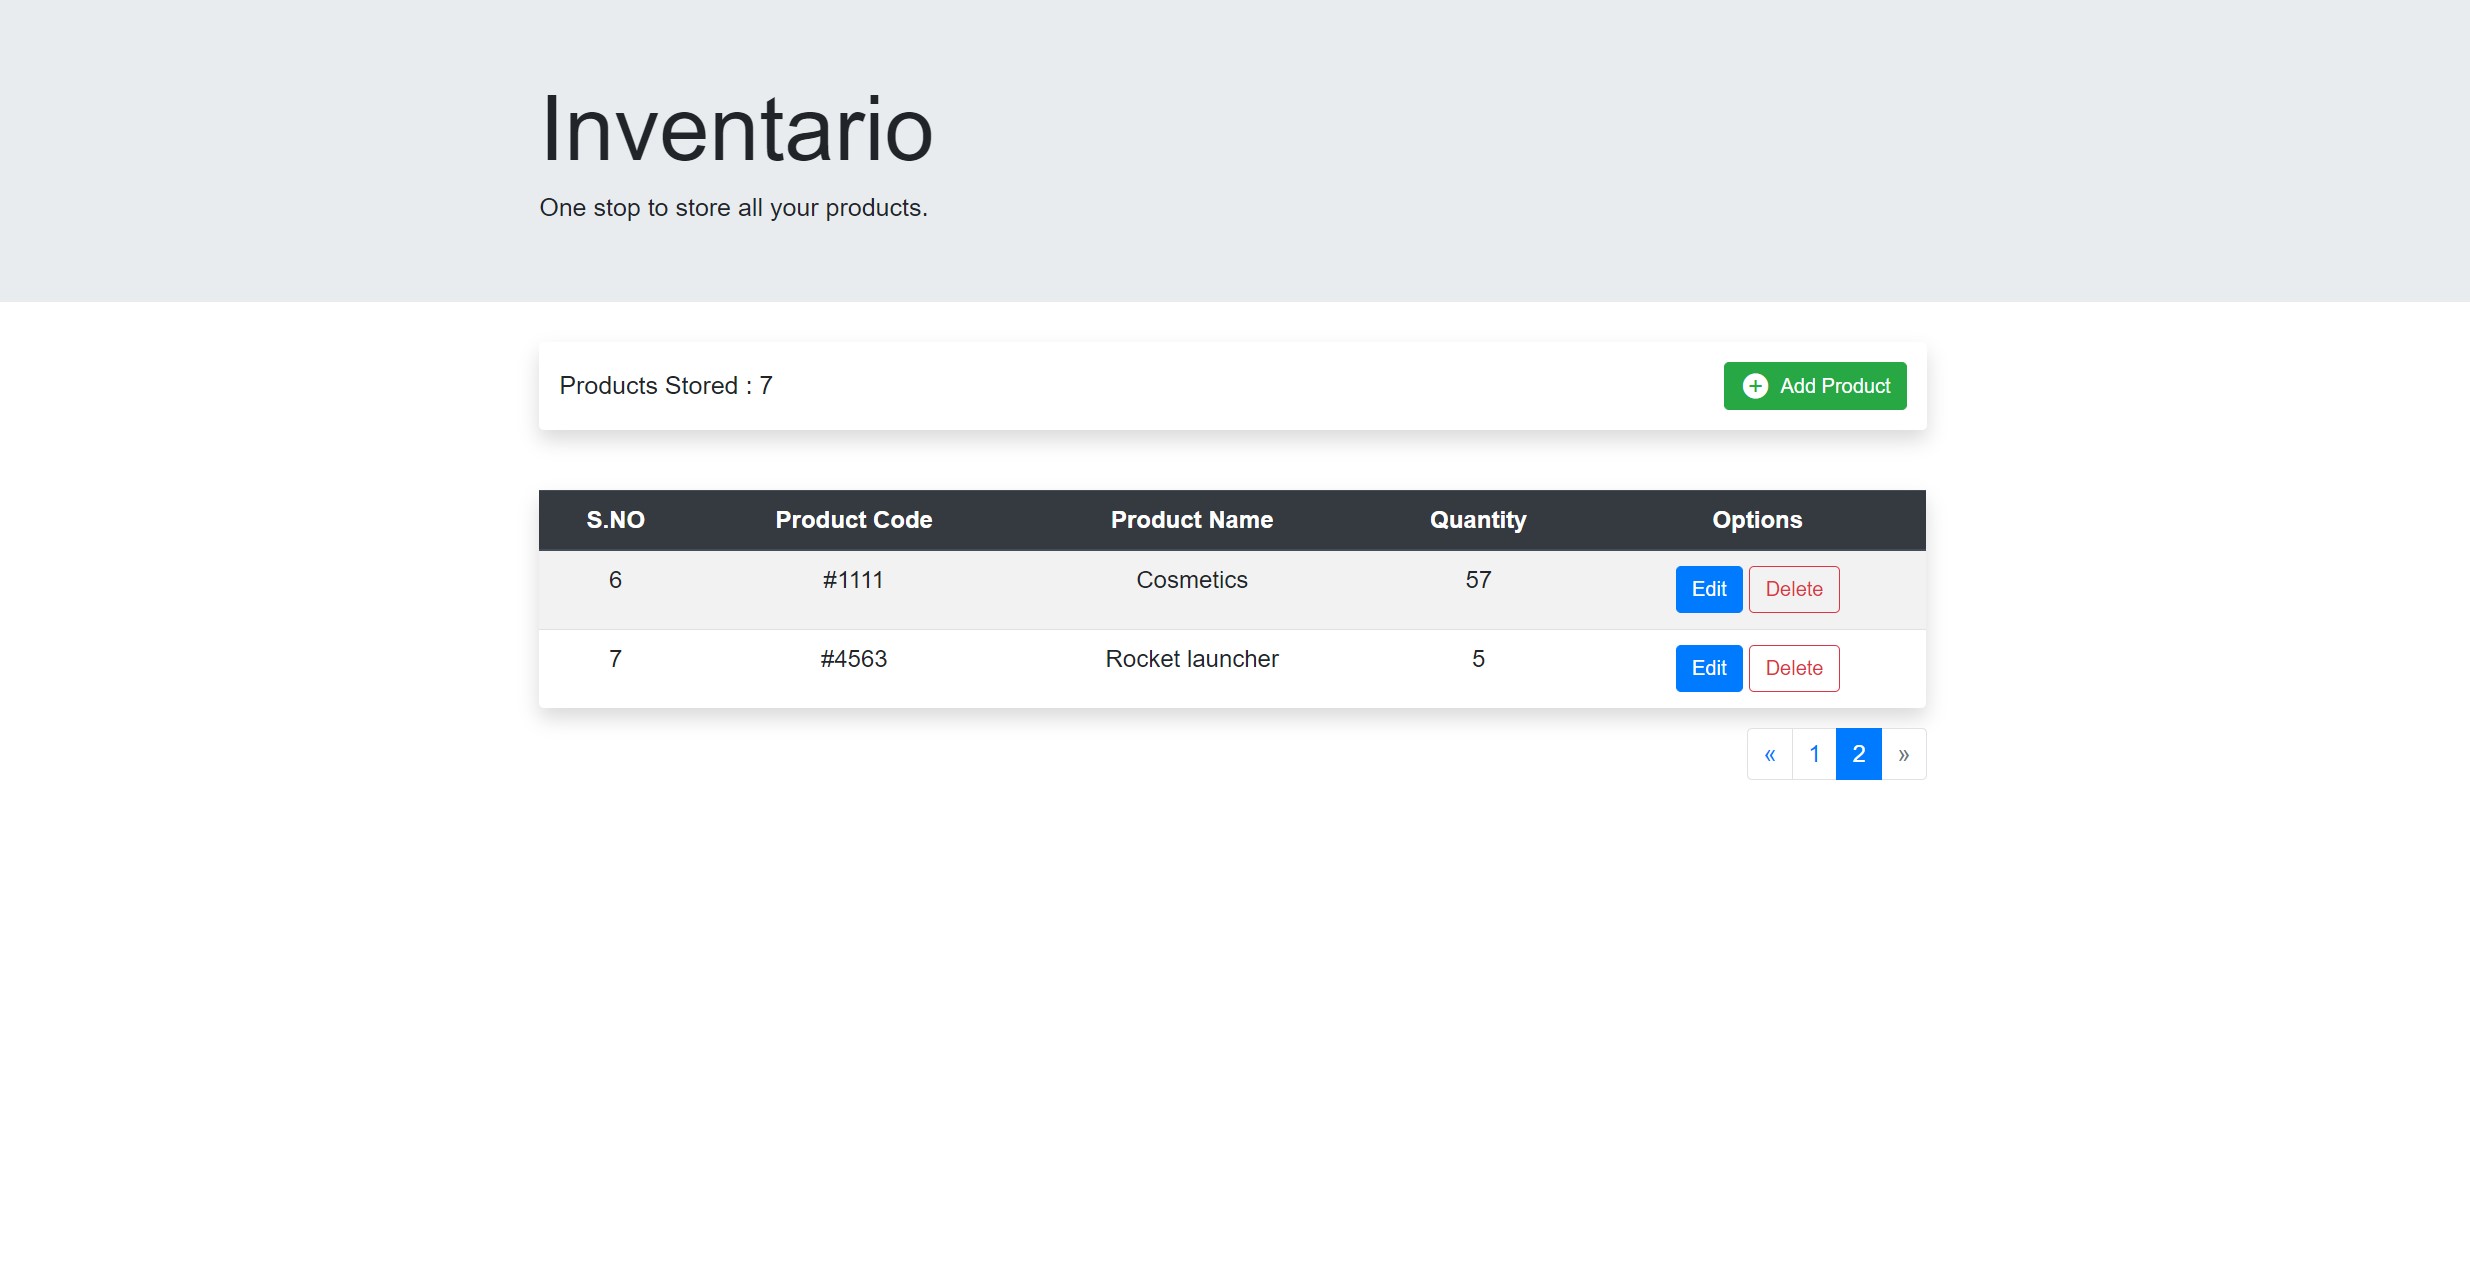 Inventario
One stop to store all your products.
Products Stored : 7
Add Product
S.NO Product Code Product Name Quantity Options
6 #1111 Cosmetics 57 Edit Delete
7 #4563 Rocket launcher 5 Edit Delete
« 1 2 »